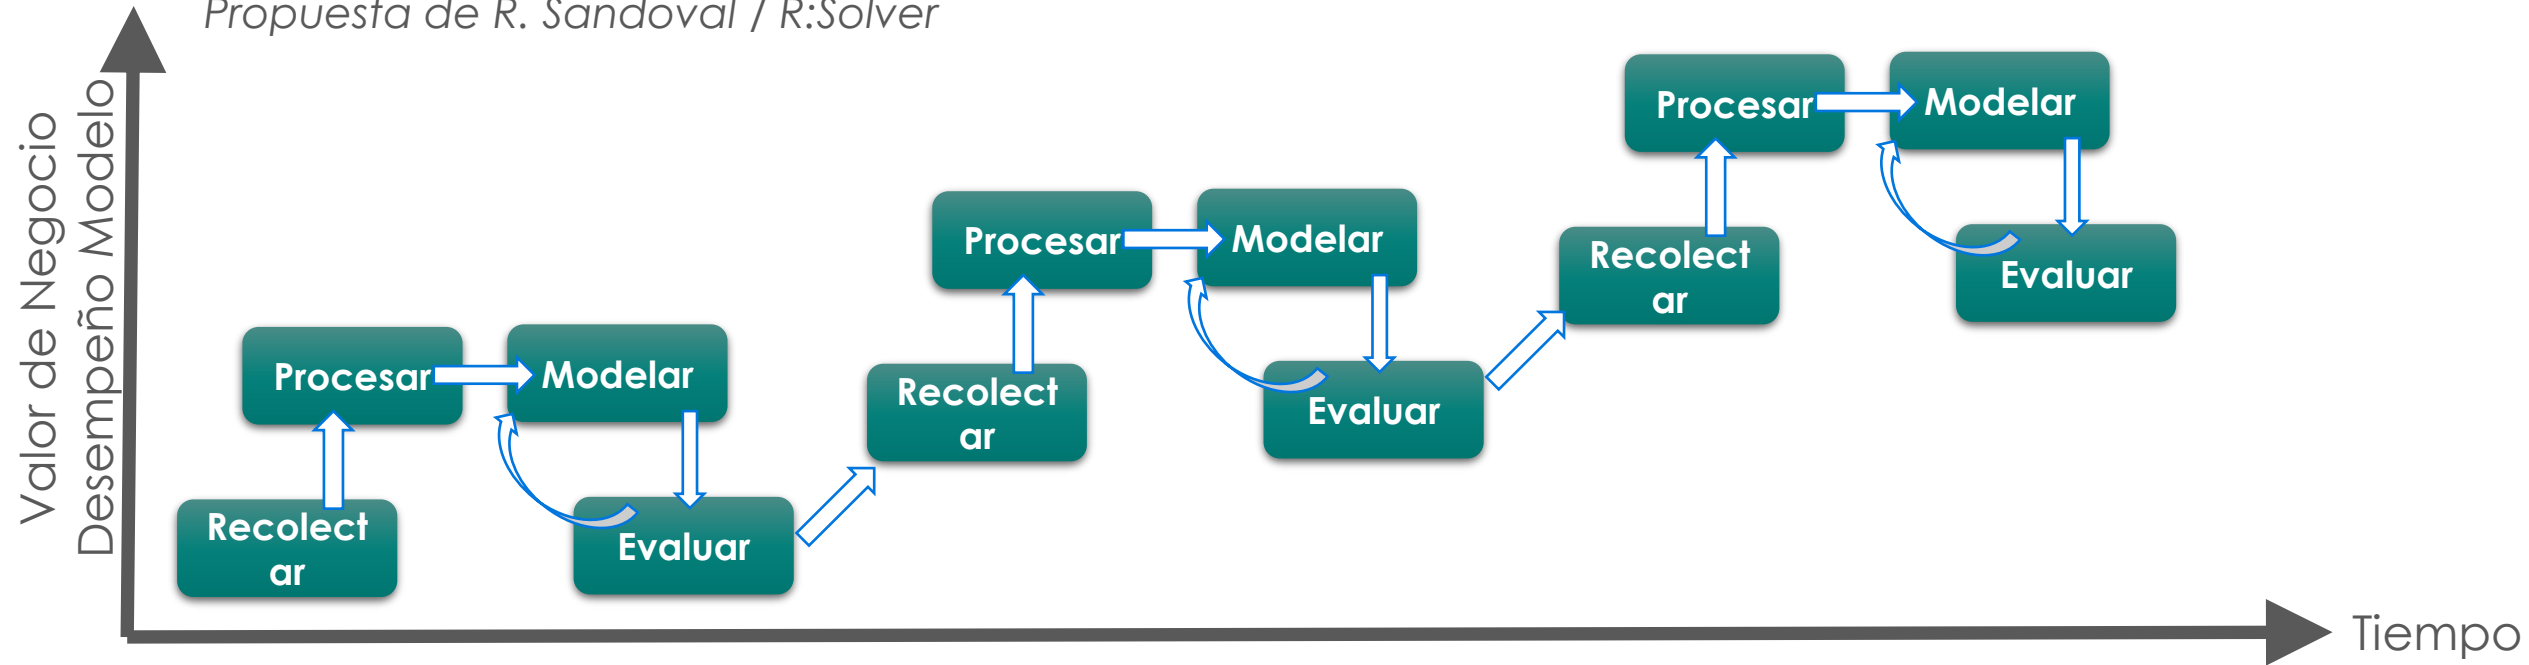 Propuesta de R. Sandoval / R:Solver
Valor de Negocio
Desempeño Modelo
Procesar
Modelar
Recolect
ar
Evaluar
Procesar
Modelar
Recolect
ar
Evaluar
Procesar
Modelar
Recolect
ar
Evaluar
Tiempo